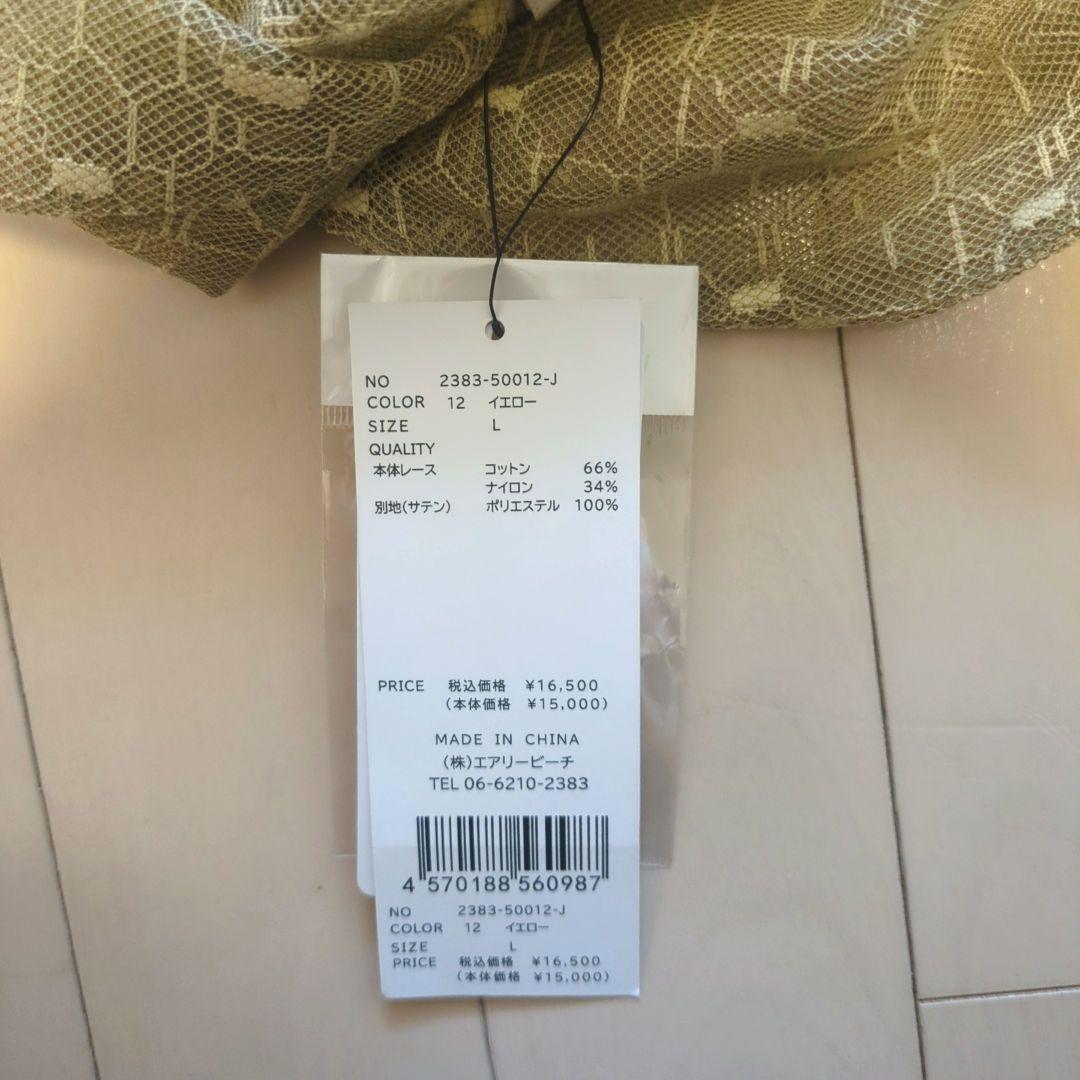 NO 2383-50012-J
COLOR 12 イエロー
SIZE L
QUALITY
本体レース コットン 66%
ナイロン 34%
別地(サテン) ポリエステル 100%
PRICE 税込価格 ¥16,500
(本体価格 ¥15,000)
MADE IN CHINA
(株)エアリービーチ
TEL 06-6210-2383
4 570188 560987
NO 2383-50012-J
COLOR 12 イエロー
SIZE L
PRICE 税込価格 ¥16,500
(本体価格 ¥15,000)